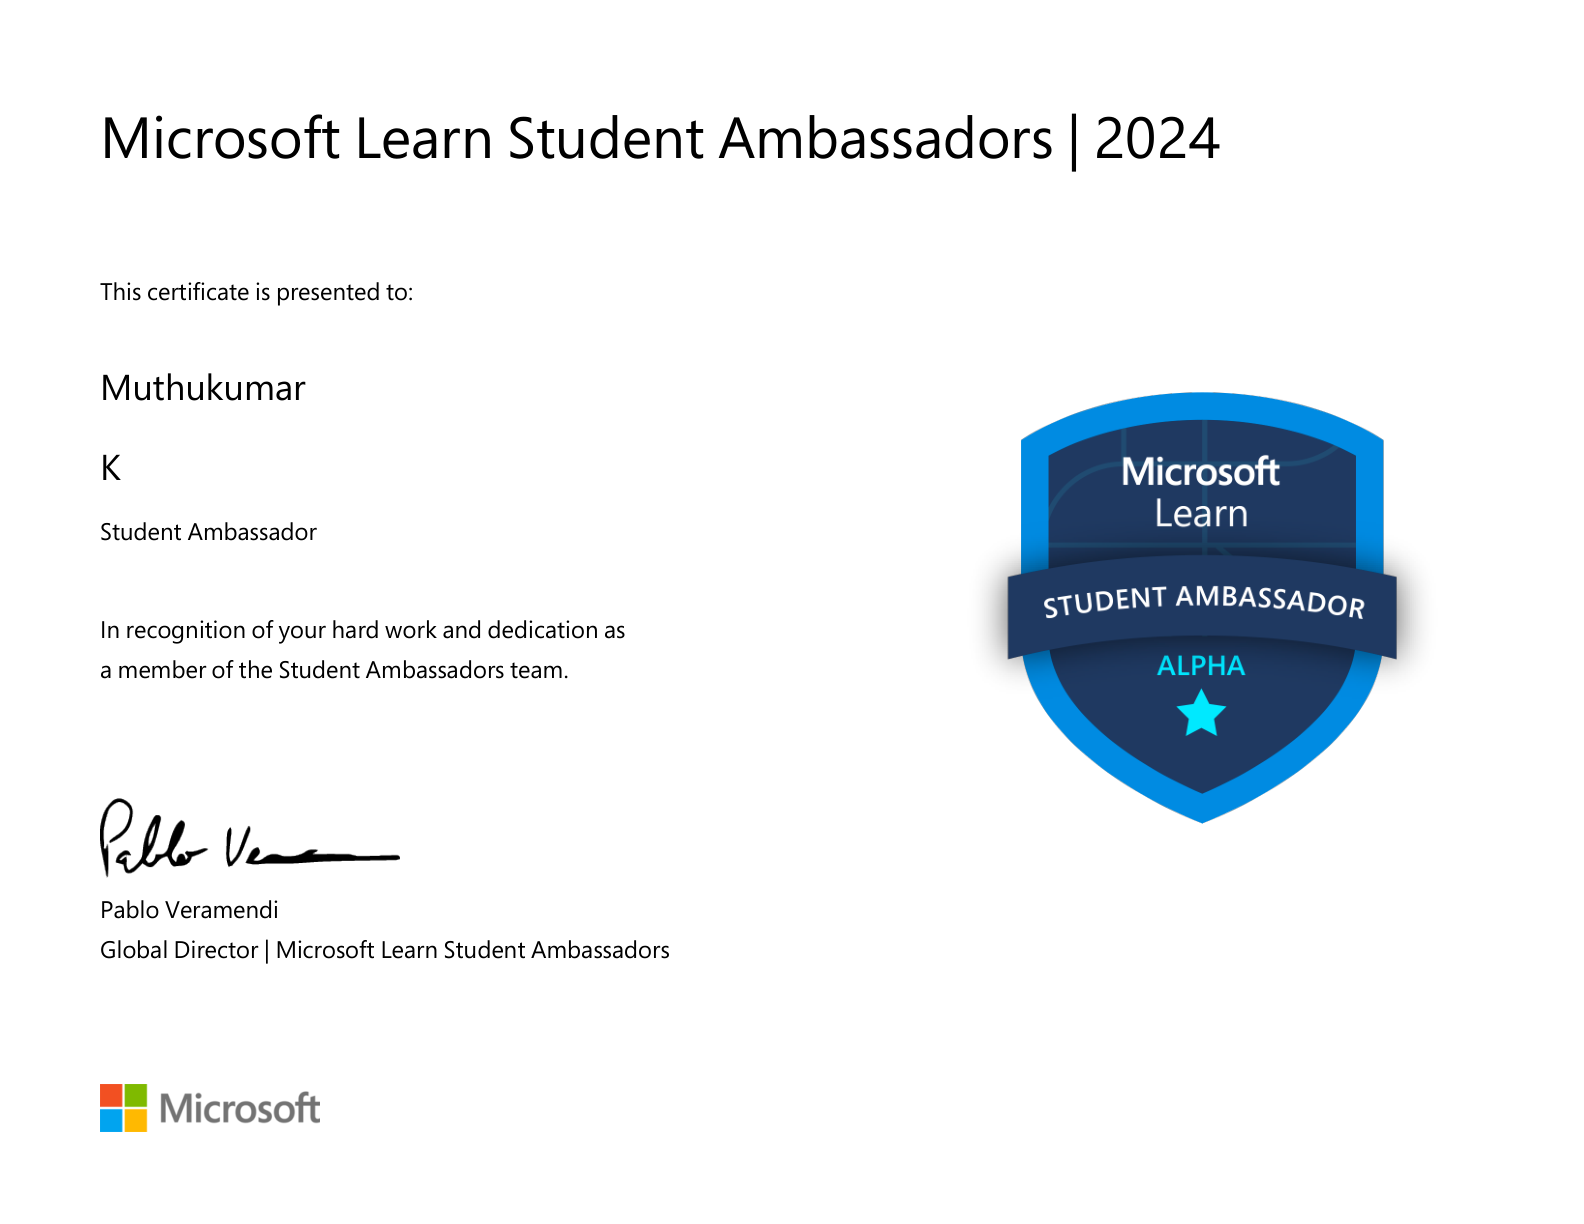 Microsoft Learn Student Ambassadors | 2024
This certificate is presented to:
Muthukumar
K
Student Ambassador
In recognition of your hard work and dedication as
a member of the Student Ambassadors team.
Microsoft
Learn
STUDENT AMBASSADOR
ALPHA
Pablo Veramendi
Global Director | Microsoft Learn Student Ambassadors
Microsoft